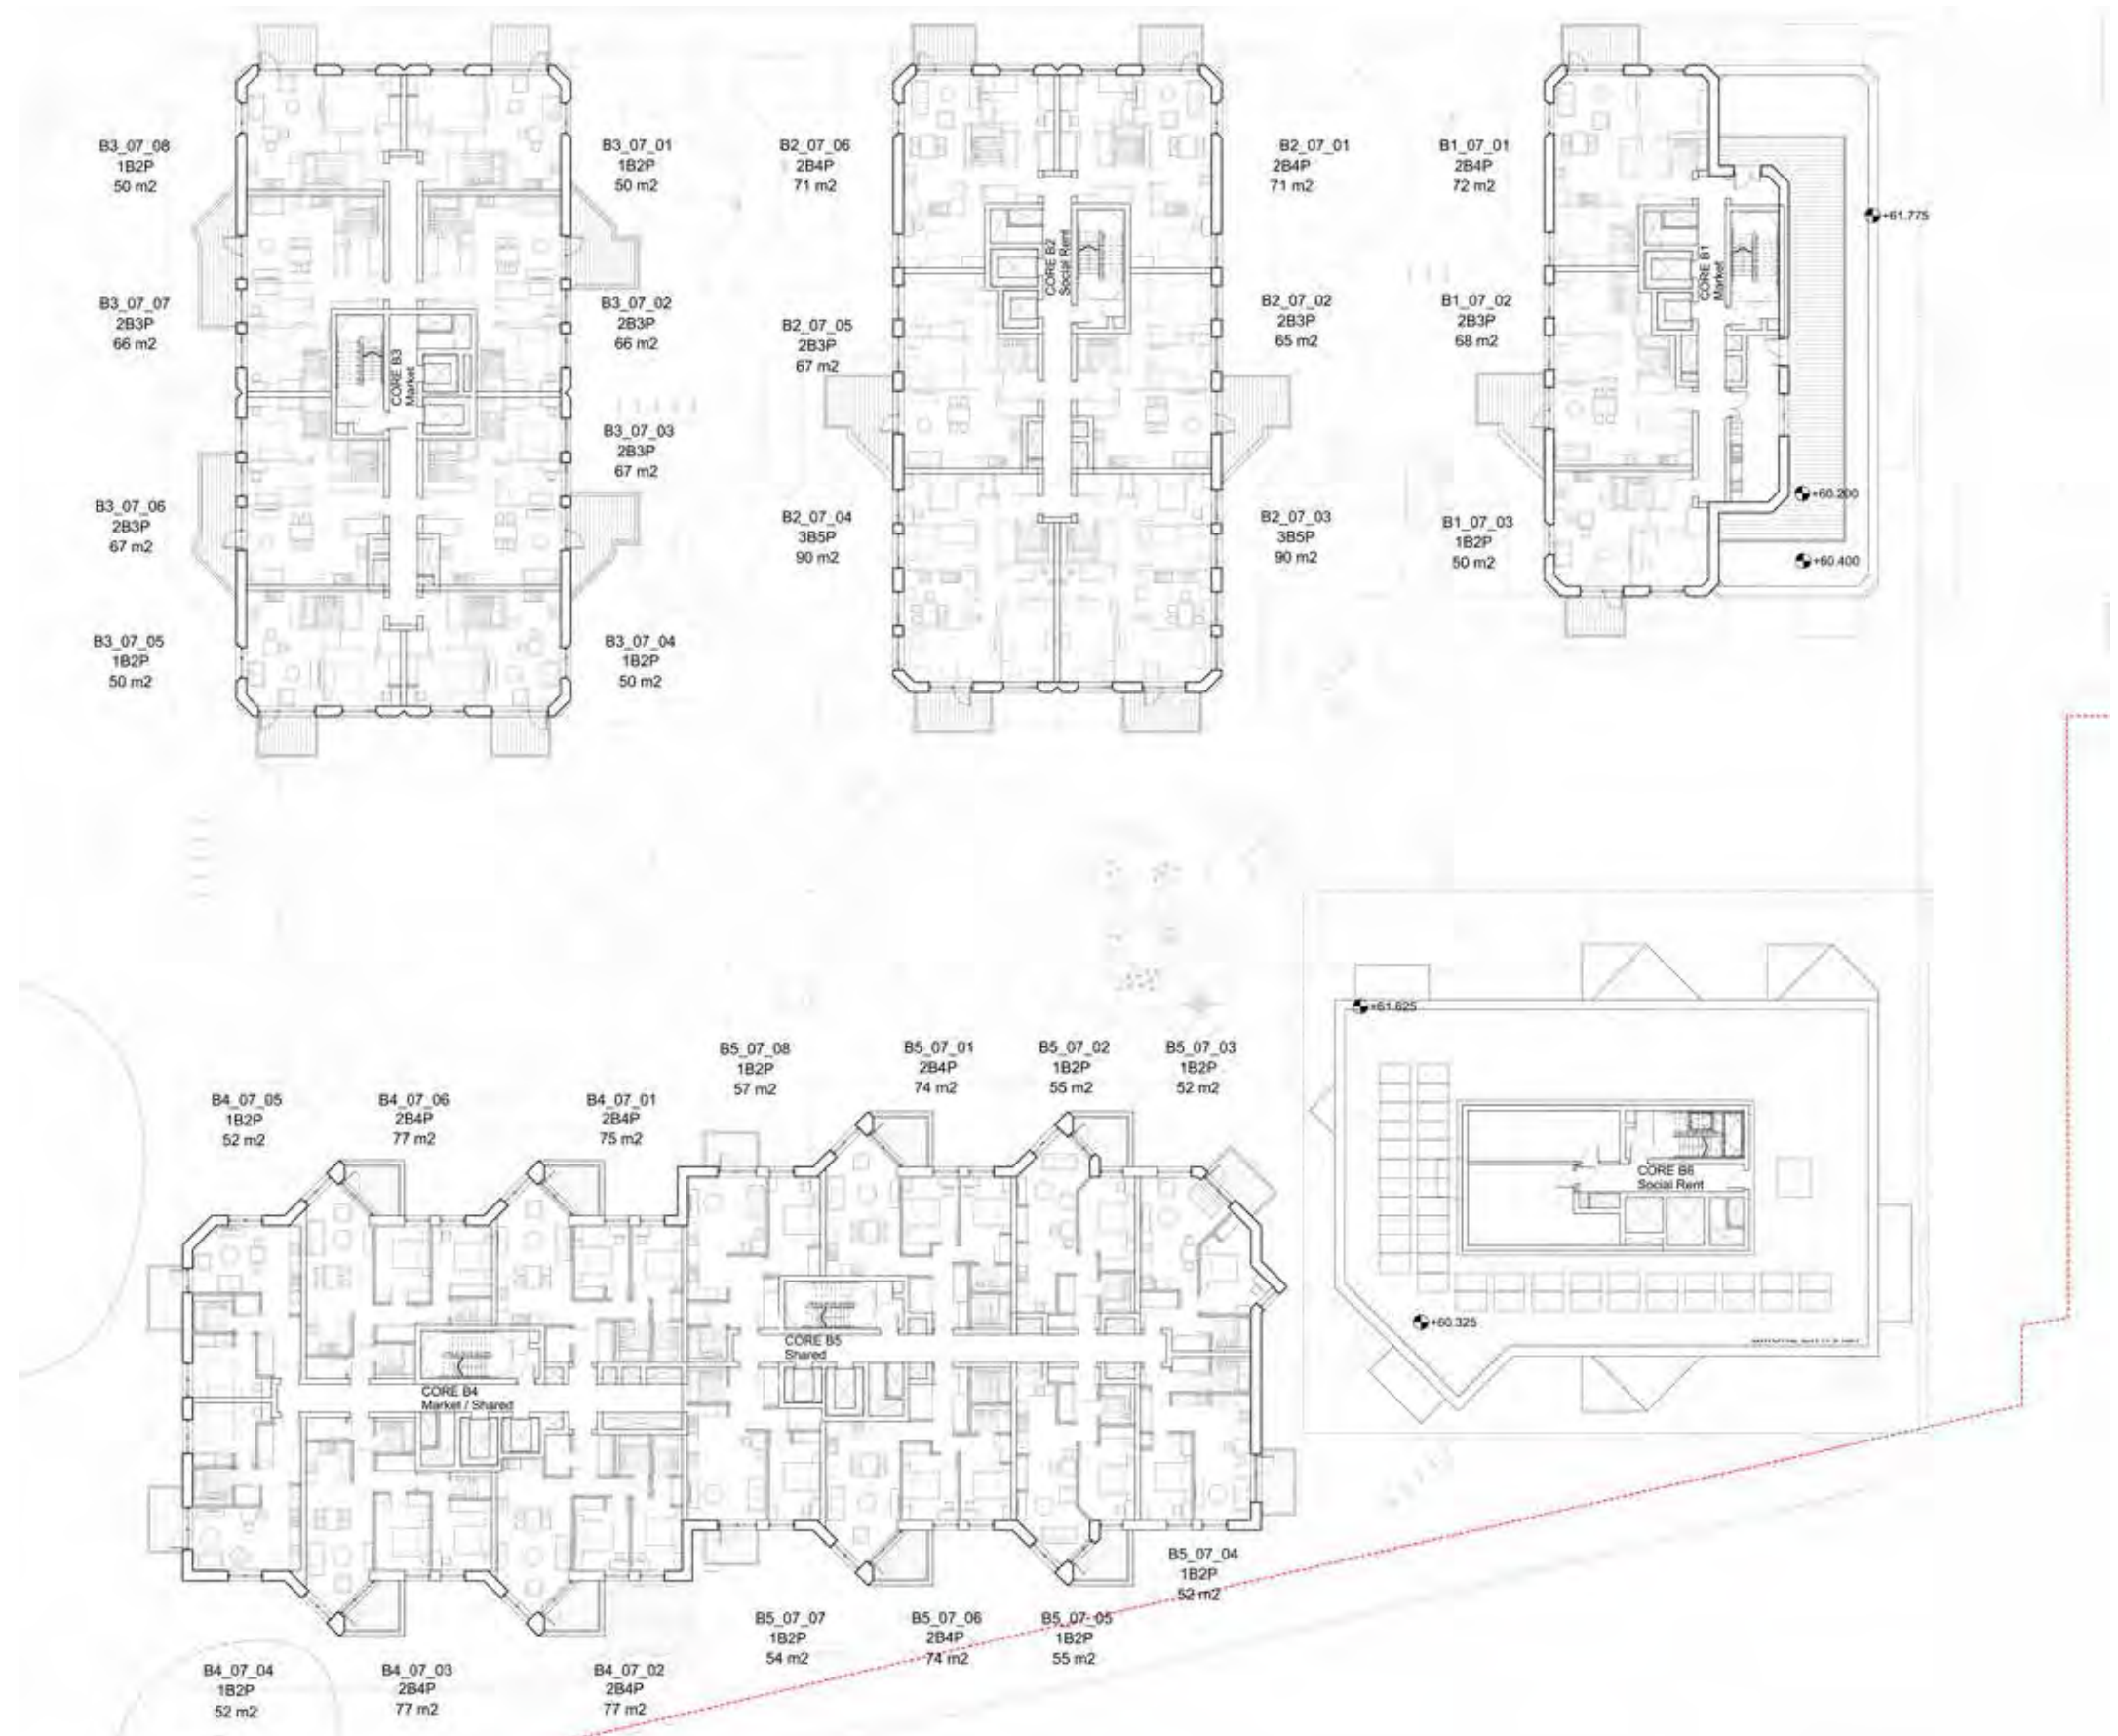 B3_07_08
1B2P
50 m2
B3_07_01
1B2P
50 m2
B3_07_07
2B3P
66 m2
B3_07_02
2B3P
66 m2
CORE B3
Market
B3_07_03
2B3P
67 m2
B3_07_06
2B3P
67 m2
B3_07_05
1B2P
50 m2
B3_07_04
1B2P
50 m2
B2_07_06
2B4P
71 m2
B2_07_01
2B4P
71 m2
CORE B2
Social Rent
B2_07_05
2B3P
67 m2
B2_07_02
2B3P
65 m2
B2_07_04
3B5P
90 m2
B2_07_03
3B5P
90 m2
B1_07_01
2B4P
72 m2
+61.775
CORE B1
Market
B1_07_02
2B3P
68 m2
+60.200
B1_07_03
1B2P
50 m2
+60.400
+61.625
CORE B6
Social Rent
+60.325
B5_07_08
1B2P
57 m2
B5_07_01
2B4P
74 m2
B5_07_02
1B2P
55 m2
B5_07_03
1B2P
52 m2
B4_07_05
1B2P
52 m2
B4_07_06
2B4P
77 m2
B4_07_01
2B4P
75 m2
CORE B5
Shared
CORE B4
Market / Shared
B5_07_04
1B2P
52 m2
B5_07_07
1B2P
54 m2
B5_07_06
2B4P
74 m2
B5_07_05
1B2P
55 m2
B4_07_04
1B2P
52 m2
B4_07_03
2B4P
77 m2
B4_07_02
2B4P
77 m2